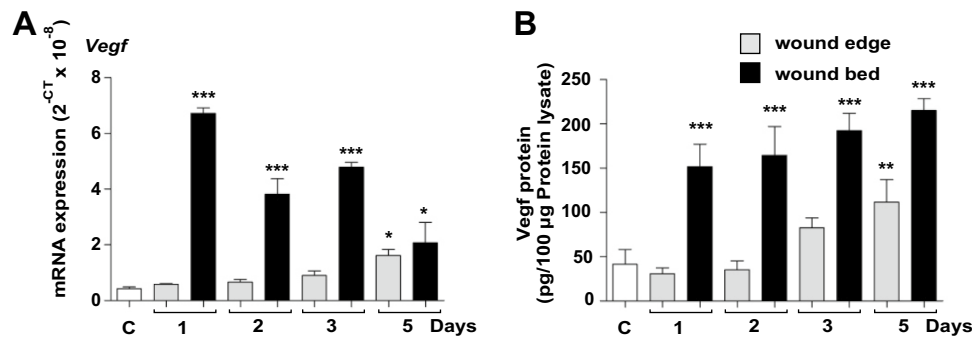 A
Vegf
mRNA expression (2^-CT x 10^-8)
8
6
4
2
0
***
***
***
*
*
C
1
2
3
5
Days
B
wound edge
wound bed
Vegf protein
(pg/100 µg Protein lysate)
250
200
150
100
50
0
***
***
***
**
***
C
1
2
3
5
Days